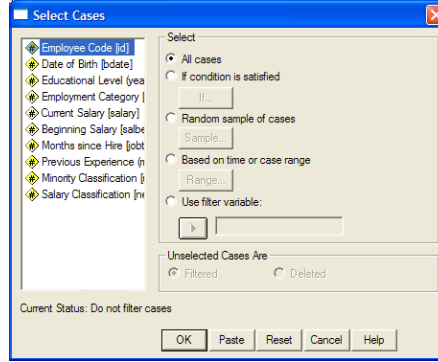 Select Cases
Employee Code [id]
Date of Birth [bdate]
Educational Level (yea
Employment Category [
Current Salary [salary]
Beginning Salary [salbe
Months since Hire [jobt
Previous Experience (n
Minority Classification [
Salary Classification [ne
Select
All cases
If condition is satisfied
If...
Random sample of cases
Sample...
Based on time or case range
Range...
Use filter variable:
Unselected Cases Are
Filtered
Deleted
Current Status: Do not filter cases
OK
Paste
Reset
Cancel
Help